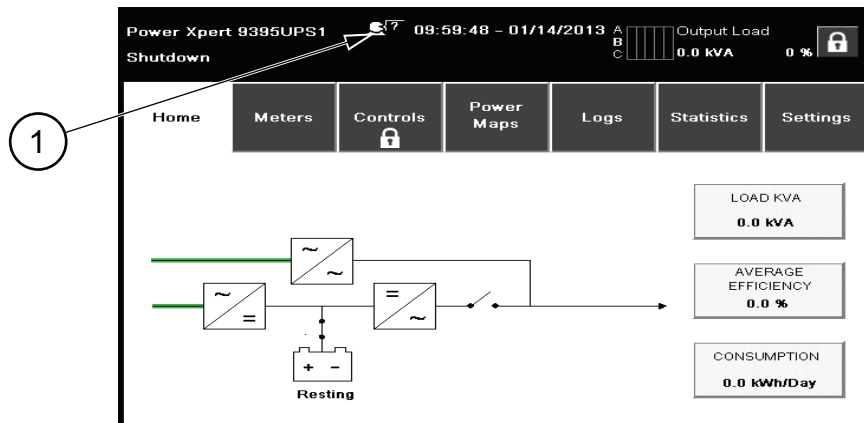 Power Xpert 9395UPS1
Shutdown
?
09:59:48 - 01/14/2013
A
B
C
Output Load
0.0 kVA 0 %
1
Home
Meters
Controls
Power
Maps
Logs
Statistics
Settings
LOAD KVA
0.0 kVA
AVERAGE
EFFICIENCY
0.0 %
CONSUMPTION
0.0 kWh/Day
~
~
~
=
=
~
+ -
Resting